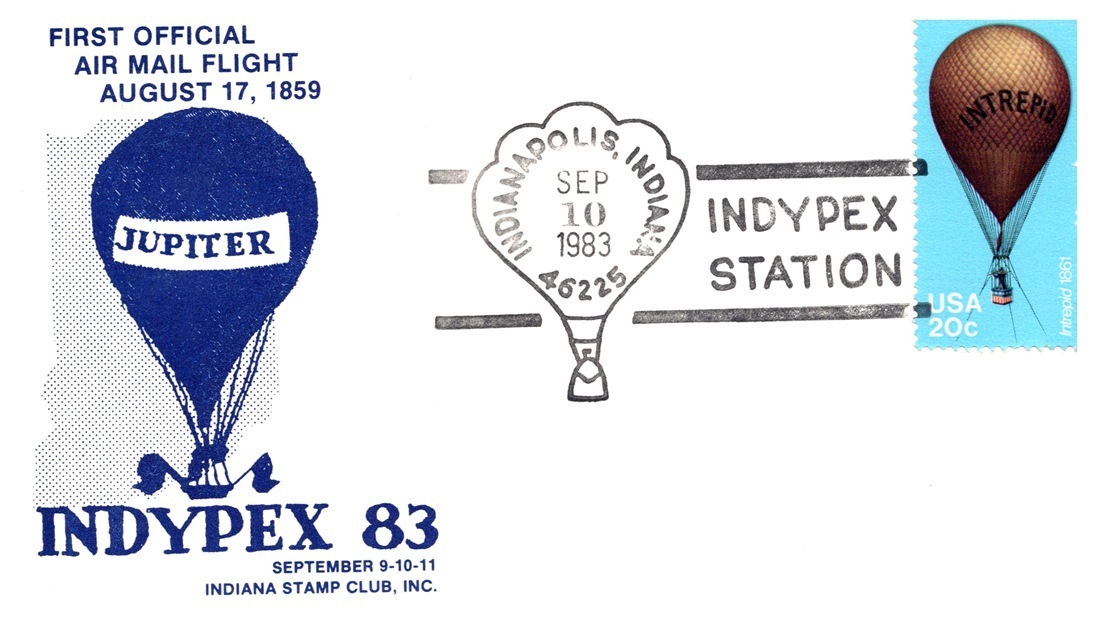 FIRST OFFICIAL
AIR MAIL FLIGHT
AUGUST 17, 1859
JUPITER
INDYPEX 83
SEPTEMBER 9-10-11
INDIANA STAMP CLUB, INC.
INDIANAPOLIS, INDIANA
SEP
10
1983
46225
INDYPEX
STATION
INTREPID
USA
20c
Intrepid 1861